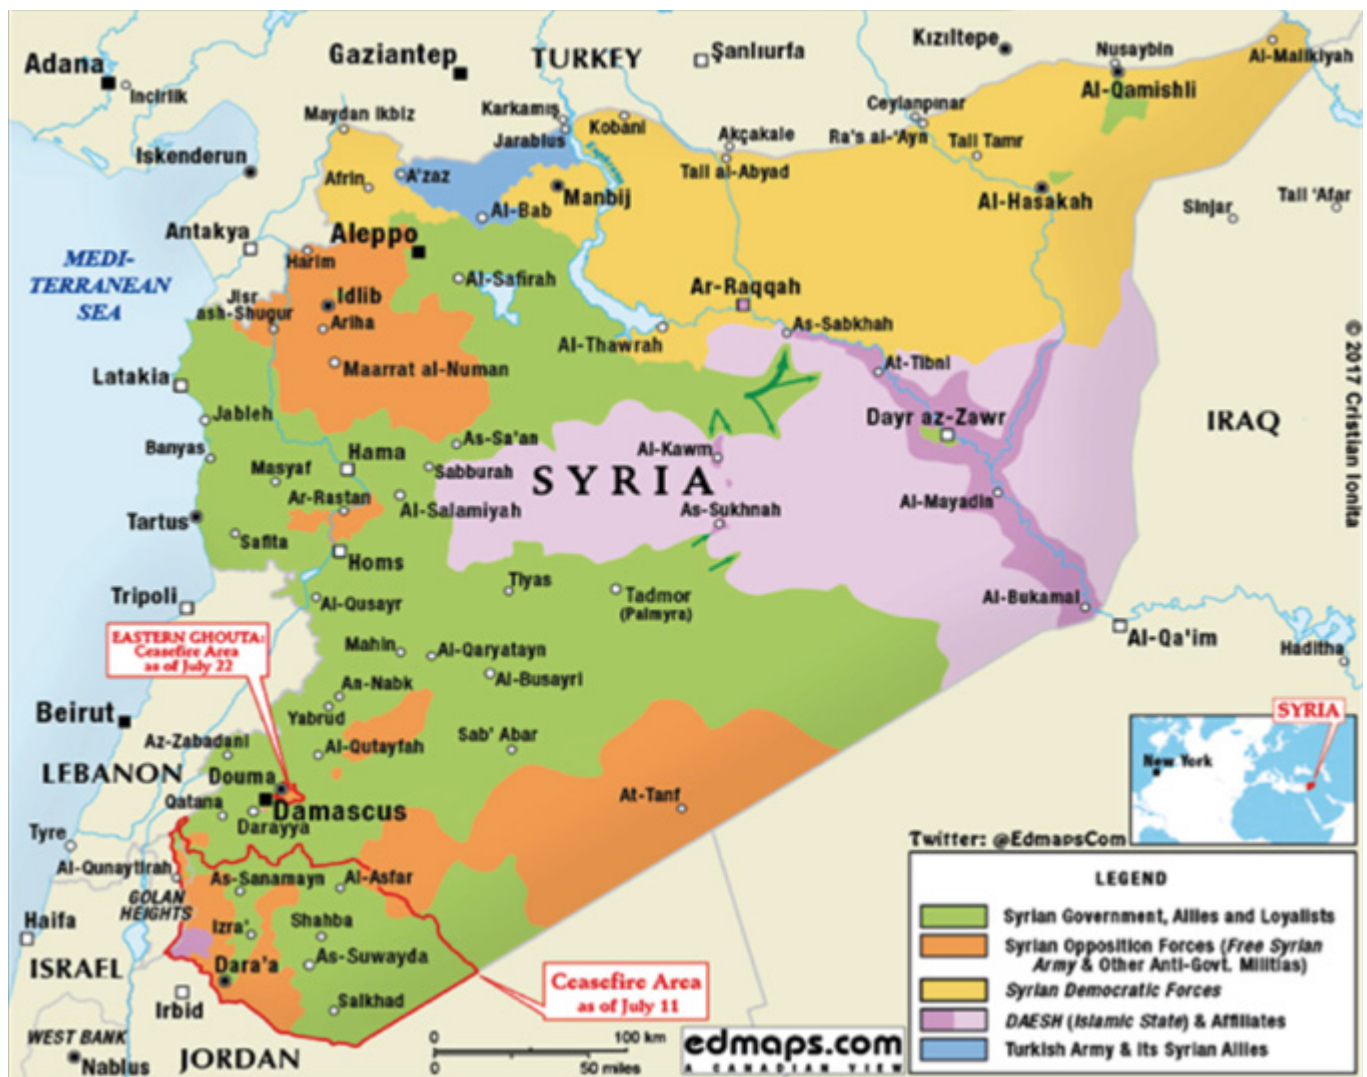 Adana
Incirlik
Gaziantep
TURKEY
Şanlıurfa
Kızıltepe
Nusaybin
Al-Malikiyah
Al-Qamishli
Maydan Ikbiz
Karkamış
Jarablus
Kobani
Ceylanpınar
Akçakale
Ra's al-'Ayn
Tall Tamr
Iskenderun
Afrin
A'zaz
Euphrates
Tall al-Abyad
Manbij
Al-Hasakah
Sinjar
Tall 'Afar
Al-Bab
Antakya
Aleppo
MEDI-
TERRANEAN
SEA
Harim
Al-Safirah
Idlib
Jisr
ash-Shugur
Ariha
Ar-Raqqah
As-Sabkhah
Al-Thawrah
At-Tibni
Maarrat al-Numan
Latakia
Jableh
Dayr az-Zawr
IRAQ
© 2017 Cristian Ionita
Banyas
Masyaf
Hama
As-Sa'an
Sabburah
Al-Kawm
SYRIA
Ar-Rastan
Al-Salamiyah
As-Sukhnah
Al-Mayadin
Tartus
Safita
Homs
Tripoli
Al-Qusayr
Tiyas
Tadmor
(Palmyra)
Al-Bukamal
Al-Qa'im
Haditha
EASTERN GHOUTA:
Ceasefire Area
as of July 22
Mahin
Al-Qaryatayn
Al-Busayri
An-Nabk
Yabrud
Beirut
Az-Zabadani
Al-Qutayfah
Sab' Abar
LEBANON
Douma
Qatana
Damascus
Darayya
At-Tanf
SYRIA
New York
Tyre
Al-Qunaytirah
GOLAN
HEIGHTS
As-Sanamayn
Al-Asfar
Haifa
Izra'
Shahba
As-Suwayda
ISRAEL
Dara'a
Irbid
Salkhad
Ceasefire Area
as of July 11
WEST BANK
Nablus
JORDAN
0 100 km
0 50 miles
edmaps.com
A CANADIAN VIEW
Twitter: @EdmapsCom
LEGEND
Syrian Government, Allies and Loyalists
Syrian Opposition Forces (Free Syrian
Army & Other Anti-Govt. Militias)
Syrian Democratic Forces
DAESH (Islamic State) & Affiliates
Turkish Army & Its Syrian Allies